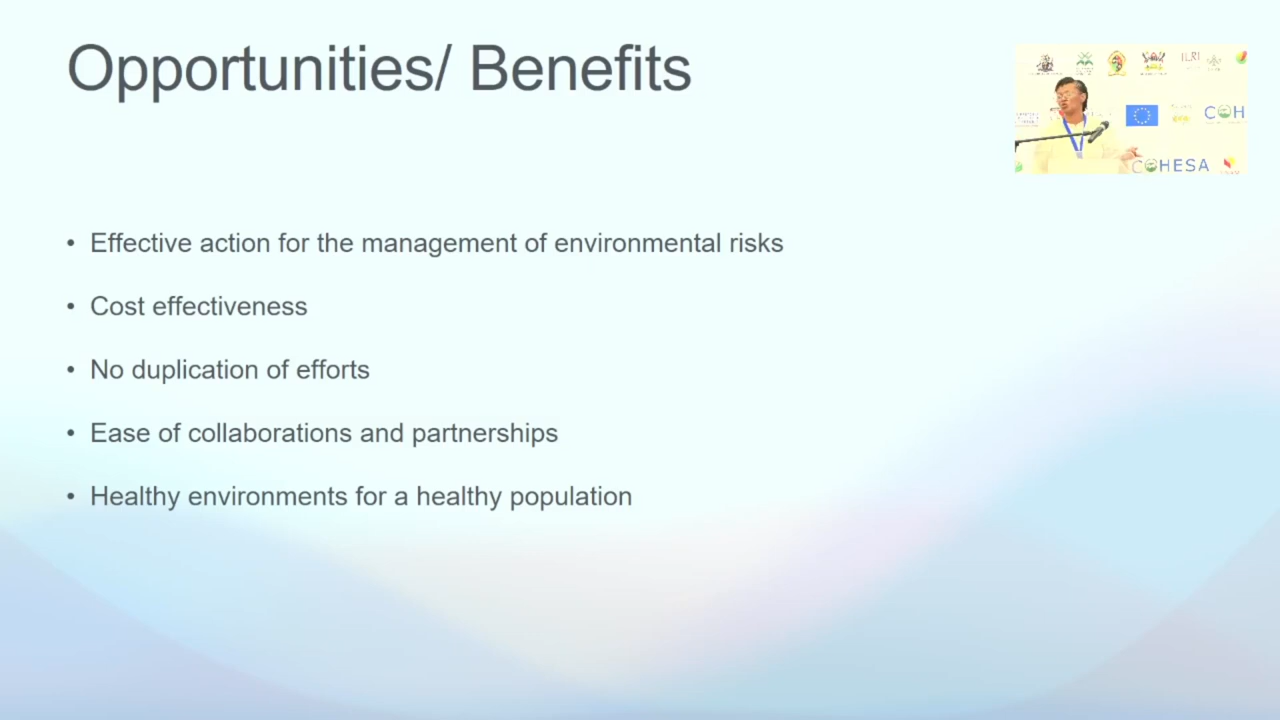 Opportunities/ Benefits
ILRI
COH
COHESA
• Effective action for the management of environmental risks
• Cost effectiveness
• No duplication of efforts
• Ease of collaborations and partnerships
• Healthy environments for a healthy population